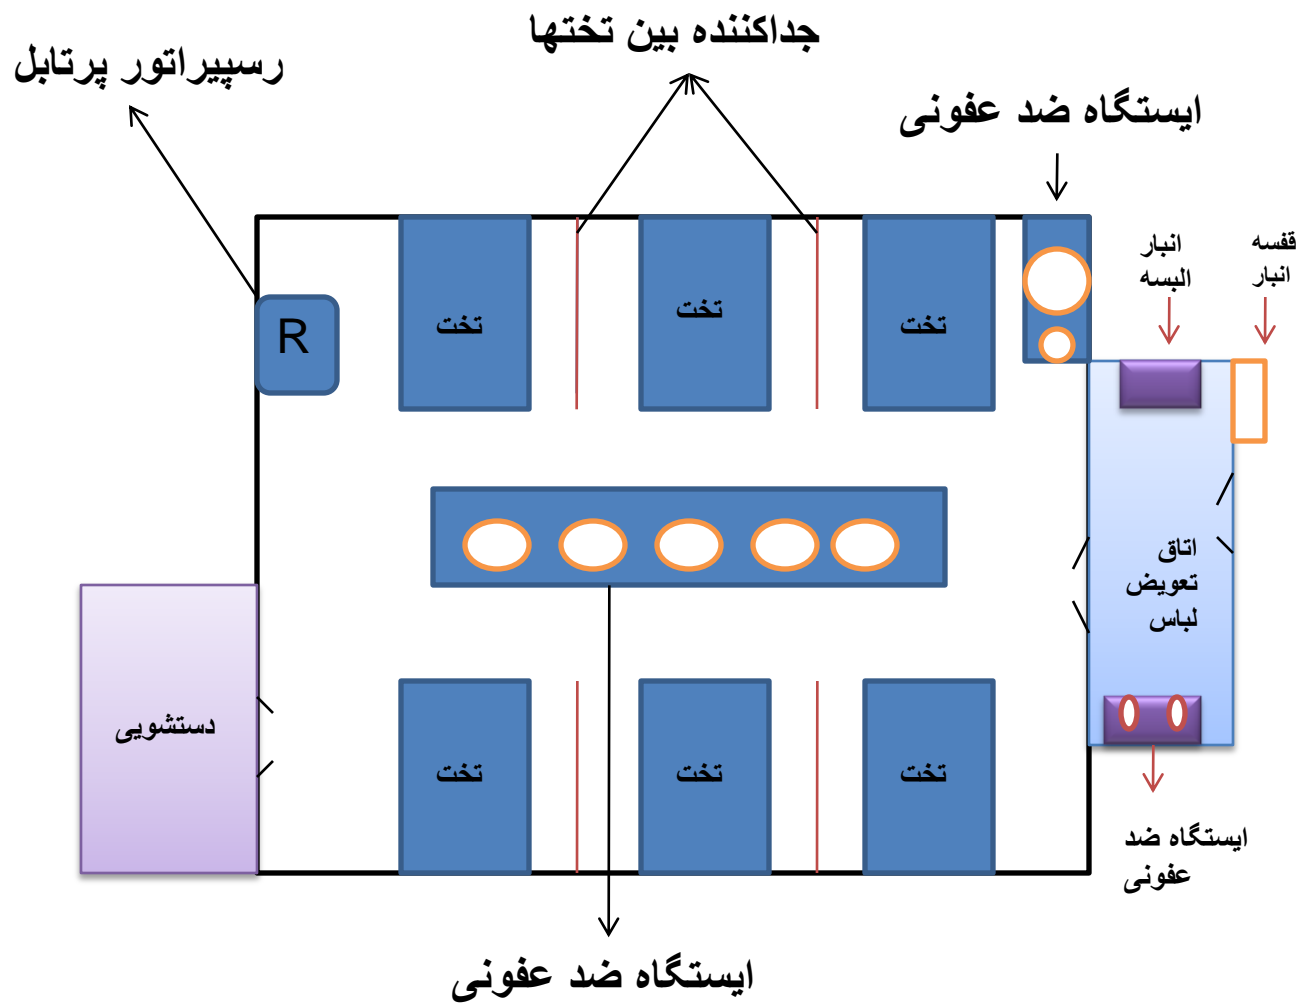 جداکننده بین تختها
رسپیراتور پرتابل
ایستگاه ضد عفونی
قفسه
انبار
انبار
البسه
تخت
تخت
تخت
R
اتاق
تعویض
لباس
دستشویی
تخت
تخت
تخت
ایستگاه ضد
عفونی
ایستگاه ضد عفونی